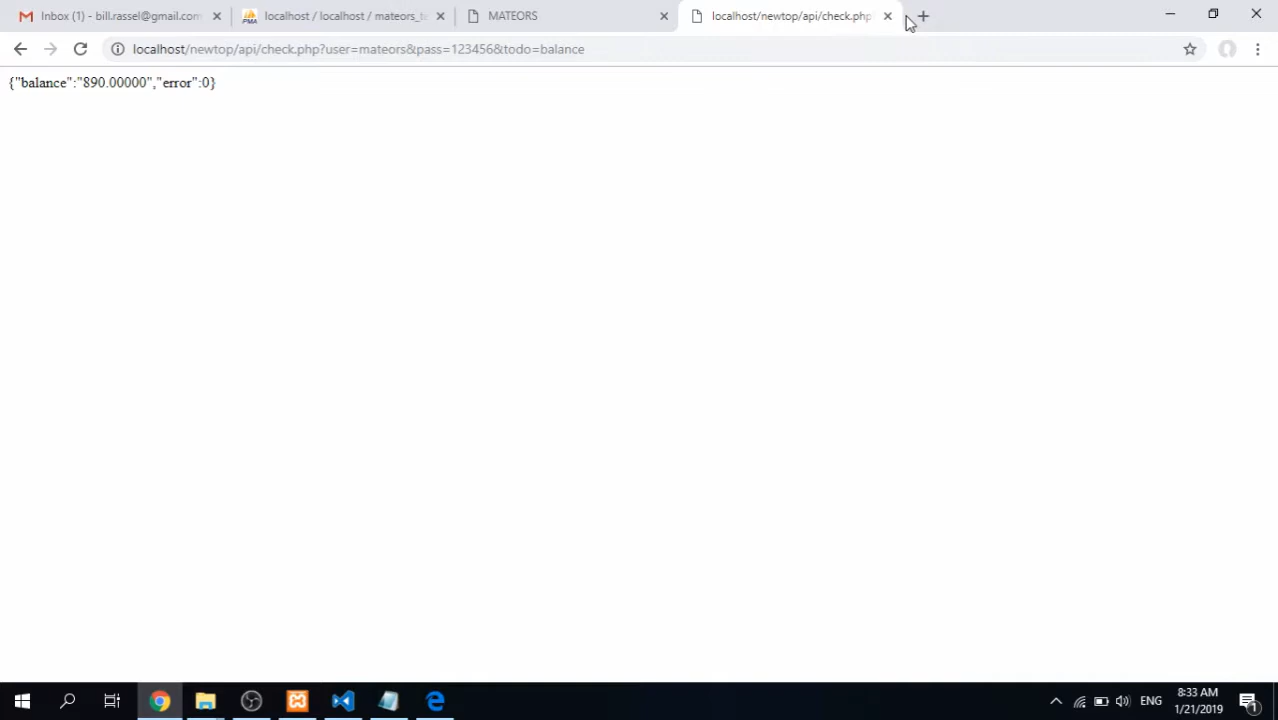 Inbox (1) - bill.rassel@gmail.com
localhost / localhost / mateors_t
MATEORS
localhost/newtop/api/check.php
localhost/newtop/api/check.php?user=mateors&pass=123456&todo=balance
{"balance":"890.00000","error":0}
ENG
8:33 AM
1/21/2019
1